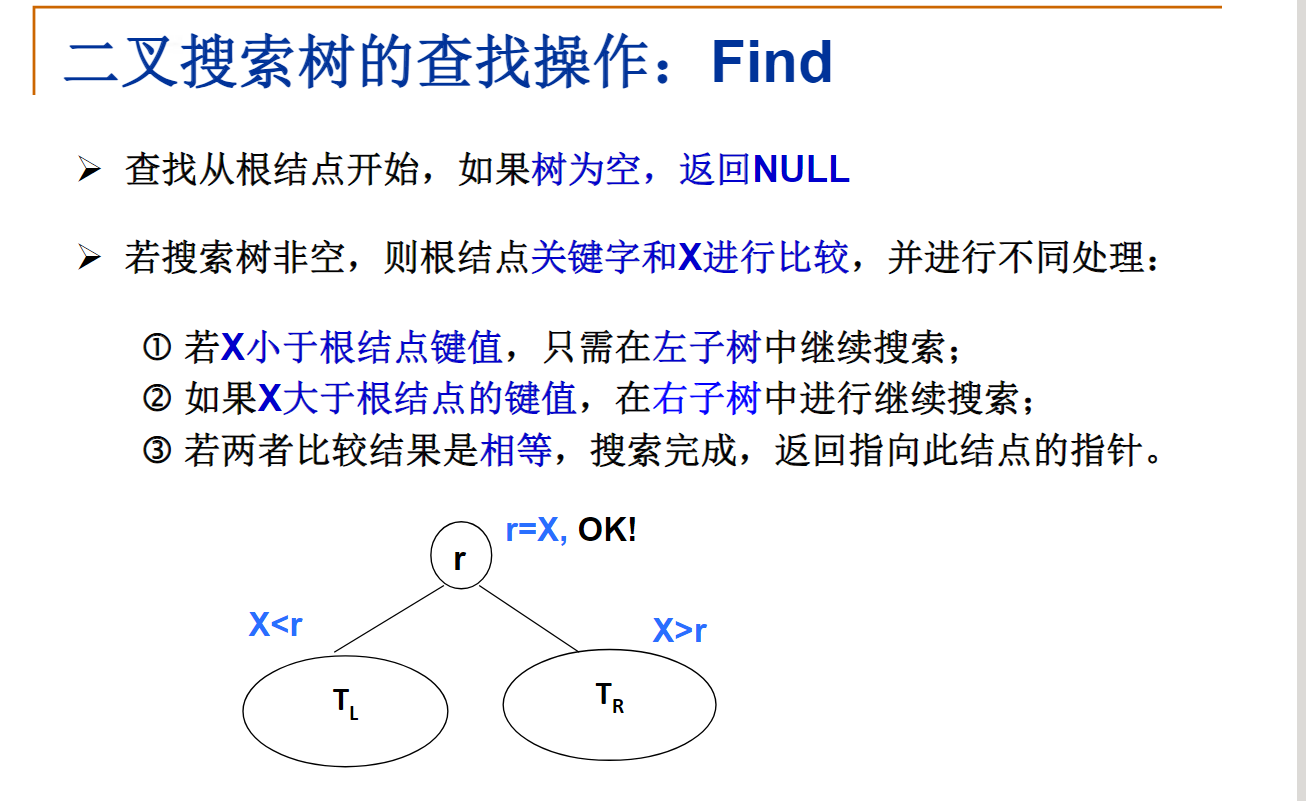 二叉搜索树的查找操作：Find
➢ 查找从根结点开始，如果树为空，返回NULL
➢ 若搜索树非空，则根结点关键字和X进行比较，并进行不同处理：
① 若X小于根结点键值，只需在左子树中继续搜索；
② 如果X大于根结点的键值，在右子树中进行继续搜索；
③ 若两者比较结果是相等，搜索完成，返回指向此结点的指针。
r=X, OK!
r
X<r
X>r
TL
TR